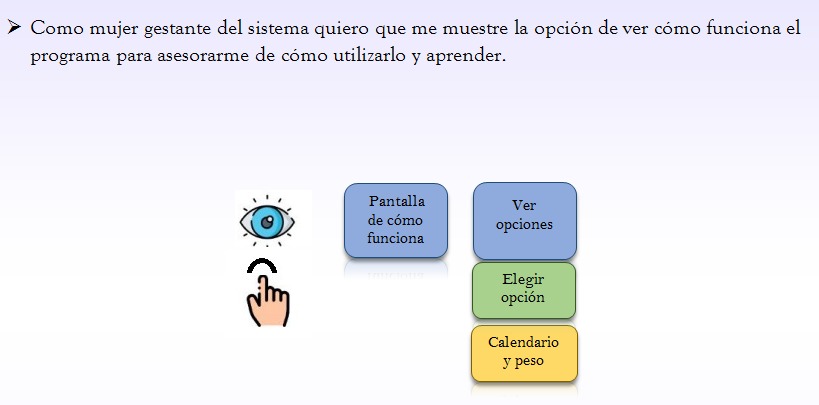 Como mujer gestante del sistema quiero que me muestre la opción de ver cómo funciona el
programa para asesorarme de cómo utilizarlo y aprender.
Pantalla
de cómo
funciona
Ver
opciones
Elegir
opción
Calendario
y peso